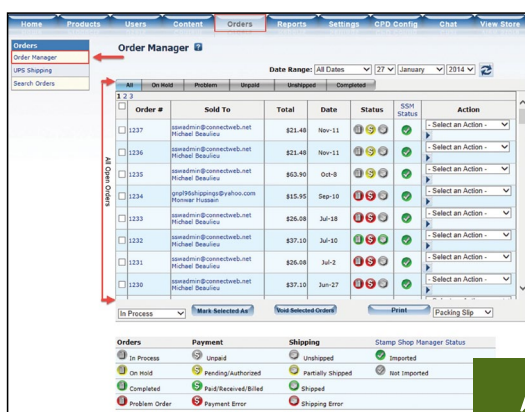 Home Products Users Content Orders Reports Settings CPD Config Chat View Store
Orders
Order Manager
UPS Shipping
Search Orders
Order Manager ?
Date Range: All Dates 27 January 2014
All On Hold Problem Unpaid Unshipped Completed
1 2 3
Order # Sold To Total Date Status SSM Status Action
All Open Orders
1237 sswadmin@connectweb.net $21.48 Nov-11 - Select an Action -
Michael Beaulieu
1236 sswadmin@connectweb.net $21.48 Nov-11 - Select an Action -
Michael Beaulieu
1235 sswadmin@connectweb.net $63.90 Oct-8 - Select an Action -
Michael Beaulieu
1234 gnpl96shippings@yahoo.com $15.95 Sep-10 - Select an Action -
Monwar Hussain
1233 sswadmin@connectweb.net $26.08 Jul-18 - Select an Action -
Michael Beaulieu
1232 sswadmin@connectweb.net $37.10 Jul-10 - Select an Action -
Michael Beaulieu
1231 sswadmin@connectweb.net $26.08 Jul-2 - Select an Action -
Michael Beaulieu
1230 sswadmin@connectweb.net $37.10 Jun-27 - Select an Action -
Michael Beaulieu
In Process Mark Selected As Void Selected Orders Print Packing Slip
Orders Payment Shipping Stamp Shop Manager Status
In Process Unpaid Unshipped Imported
On Hold Pending/Authorized Partially Shipped Not Imported
Completed Paid/Received/Billed Shipped
Problem Order Payment Error Shipping Error